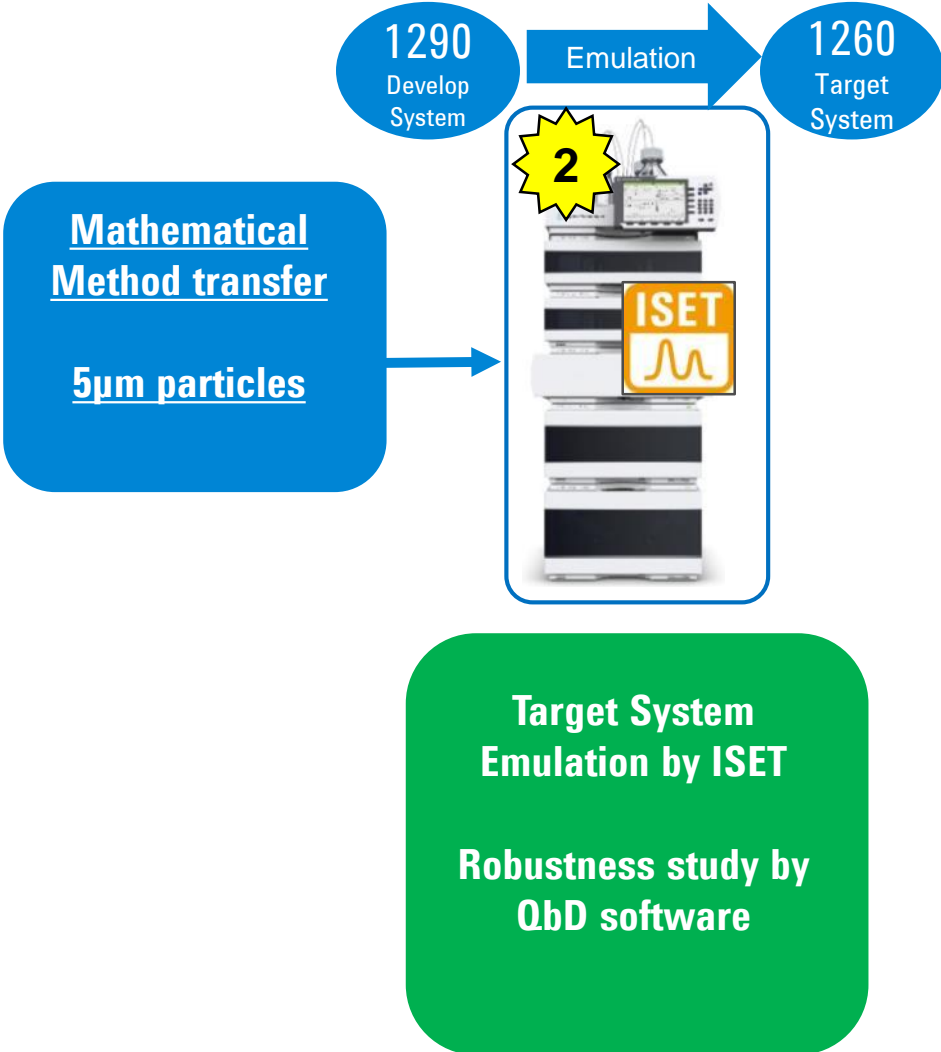 1290
Develop
System
Emulation
1260
Target
System
2
ISET
Mathematical
Method transfer
5µm particles
Target System
Emulation by ISET
Robustness study by
QbD software